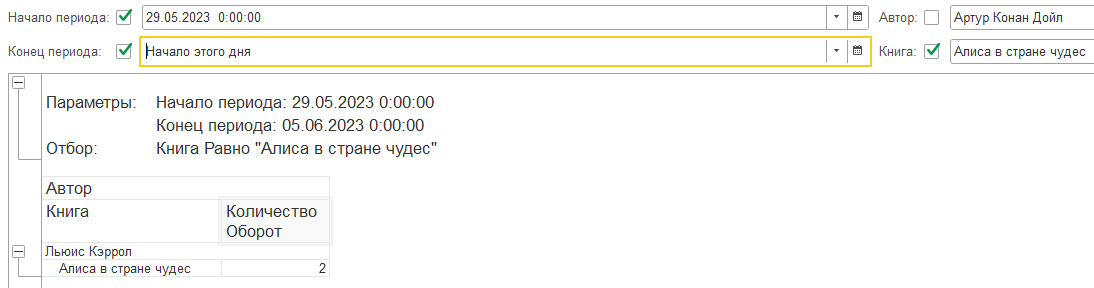 Начало периода: 29.05.2023 0:00:00 Автор: Артур Конан Дойл
Конец периода: Начало этого дня Книга: Алиса в стране чудес
Параметры: Начало периода: 29.05.2023 0:00:00
Конец периода: 05.06.2023 0:00:00
Отбор: Книга Равно "Алиса в стране чудес"
Автор
Книга Количество
Оборот
Льюис Кэррол
Алиса в стране чудес 2